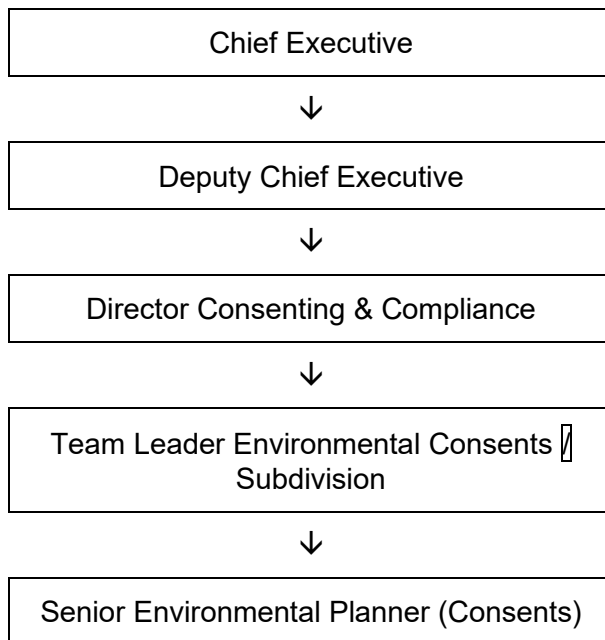 Chief Executive
↓
Deputy Chief Executive
↓
Director Consenting & Compliance
↓
Team Leader Environmental Consents /
Subdivision
↓
Senior Environmental Planner (Consents)